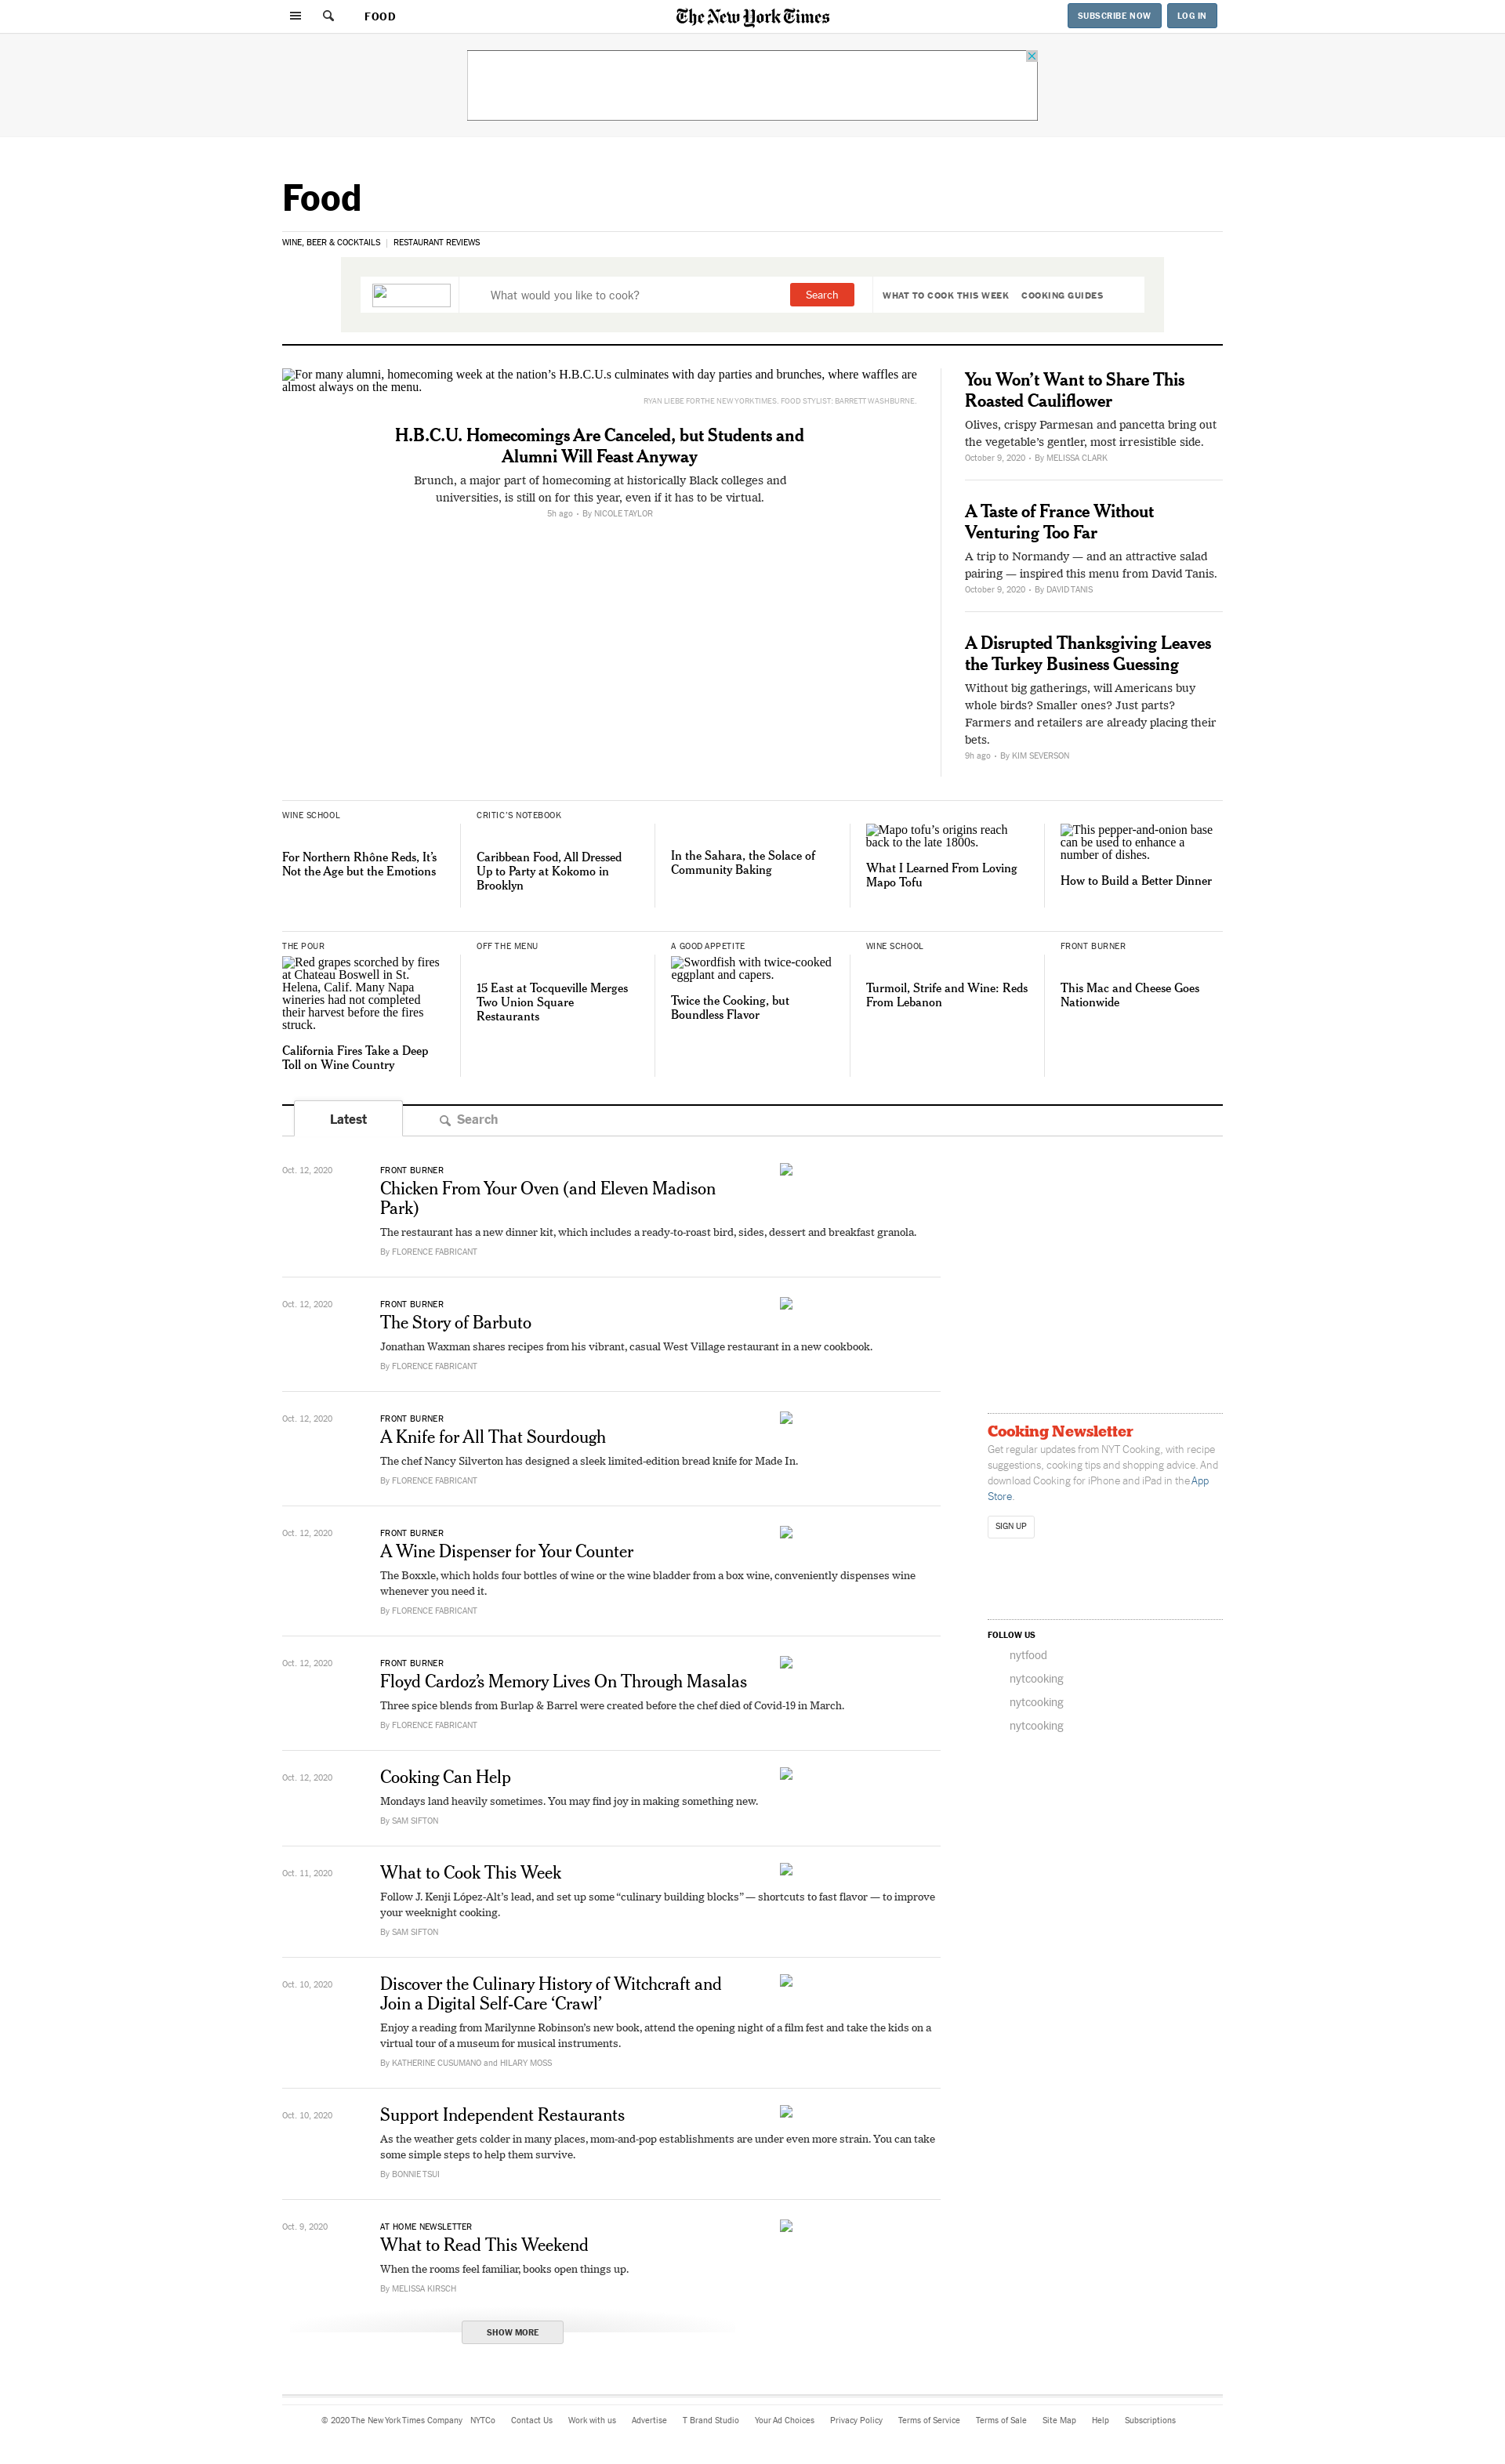 FOOD
The New York Times
SUBSCRIBE NOW
LOG IN
Food
WINE, BEER & COCKTAILS
RESTAURANT REVIEWS
What would you like to cook?
Search
WHAT TO COOK THIS WEEK
COOKING GUIDES
For many alumni, homecoming week at the nation’s H.B.C.U.s culminates with day parties and brunches, where waffles are
almost always on the menu.
RYAN LIEBE FOR THE NEW YORK TIMES. FOOD STYLIST: BARRETT WASHBURNE.
H.B.C.U. Homecomings Are Canceled, but Students and
Alumni Will Feast Anyway
Brunch, a major part of homecoming at historically Black colleges and
universities, is still on for this year, even if it has to be virtual.
5h ago • By NICOLE TAYLOR
You Won’t Want to Share This
Roasted Cauliflower
Olives, crispy Parmesan and pancetta bring out
the vegetable’s gentler, most irresistible side.
October 9, 2020 • By MELISSA CLARK
A Taste of France Without
Venturing Too Far
A trip to Normandy — and an attractive salad
pairing — inspired this menu from David Tanis.
October 9, 2020 • By DAVID TANIS
A Disrupted Thanksgiving Leaves
the Turkey Business Guessing
Without big gatherings, will Americans buy
whole birds? Smaller ones? Just parts?
Farmers and retailers are already placing their
bets.
9h ago • By KIM SEVERSON
WINE SCHOOL
For Northern Rhône Reds, It’s
Not the Age but the Emotions
CRITIC’S NOTEBOOK
Caribbean Food, All Dressed
Up to Party at Kokomo in
Brooklyn
In the Sahara, the Solace of
Community Baking
Mapo tofu’s origins reach
back to the late 1800s.
What I Learned From Loving
Mapo Tofu
This pepper-and-onion base
can be used to enhance a
number of dishes.
How to Build a Better Dinner
THE POUR
Red grapes scorched by fires
at Chateau Boswell in St.
Helena, Calif. Many Napa
wineries had not completed
their harvest before the fires
struck.
California Fires Take a Deep
Toll on Wine Country
OFF THE MENU
15 East at Tocqueville Merges
Two Union Square
Restaurants
A GOOD APPETITE
Swordfish with twice-cooked
eggplant and capers.
Twice the Cooking, but
Boundless Flavor
WINE SCHOOL
Turmoil, Strife and Wine: Reds
From Lebanon
FRONT BURNER
This Mac and Cheese Goes
Nationwide
Latest
Search
Oct. 12, 2020
FRONT BURNER
Chicken From Your Oven (and Eleven Madison
Park)
The restaurant has a new dinner kit, which includes a ready-to-roast bird, sides, dessert and breakfast granola.
By FLORENCE FABRICANT
Oct. 12, 2020
FRONT BURNER
The Story of Barbuto
Jonathan Waxman shares recipes from his vibrant, casual West Village restaurant in a new cookbook.
By FLORENCE FABRICANT
Oct. 12, 2020
FRONT BURNER
A Knife for All That Sourdough
The chef Nancy Silverton has designed a sleek limited-edition bread knife for Made In.
By FLORENCE FABRICANT
Oct. 12, 2020
FRONT BURNER
A Wine Dispenser for Your Counter
The Boxxle, which holds four bottles of wine or the wine bladder from a box wine, conveniently dispenses wine
whenever you need it.
By FLORENCE FABRICANT
Oct. 12, 2020
FRONT BURNER
Floyd Cardoz’s Memory Lives On Through Masalas
Three spice blends from Burlap & Barrel were created before the chef died of Covid-19 in March.
By FLORENCE FABRICANT
Oct. 12, 2020
Cooking Can Help
Mondays land heavily sometimes. You may find joy in making something new.
By SAM SIFTON
Oct. 11, 2020
What to Cook This Week
Follow J. Kenji López-Alt’s lead, and set up some “culinary building blocks” — shortcuts to fast flavor — to improve
your weeknight cooking.
By SAM SIFTON
Oct. 10, 2020
Discover the Culinary History of Witchcraft and
Join a Digital Self-Care ‘Crawl’
Enjoy a reading from Marilynne Robinson’s new book, attend the opening night of a film fest and take the kids on a
virtual tour of a museum for musical instruments.
By KATHERINE CUSUMANO and HILARY MOSS
Oct. 10, 2020
Support Independent Restaurants
As the weather gets colder in many places, mom-and-pop establishments are under even more strain. You can take
some simple steps to help them survive.
By BONNIE TSUI
Oct. 9, 2020
AT HOME NEWSLETTER
What to Read This Weekend
When the rooms feel familiar, books open things up.
By MELISSA KIRSCH
SHOW MORE
Cooking Newsletter
Get regular updates from NYT Cooking, with recipe
suggestions, cooking tips and shopping advice. And
download Cooking for iPhone and iPad in the App
Store.
SIGN UP
FOLLOW US
nytfood
nytcooking
nytcooking
nytcooking
© 2020 The New York Times Company NYTCo Contact Us Work with us Advertise T Brand Studio Your Ad Choices Privacy Policy Terms of Service Terms of Sale Site Map Help Subscriptions